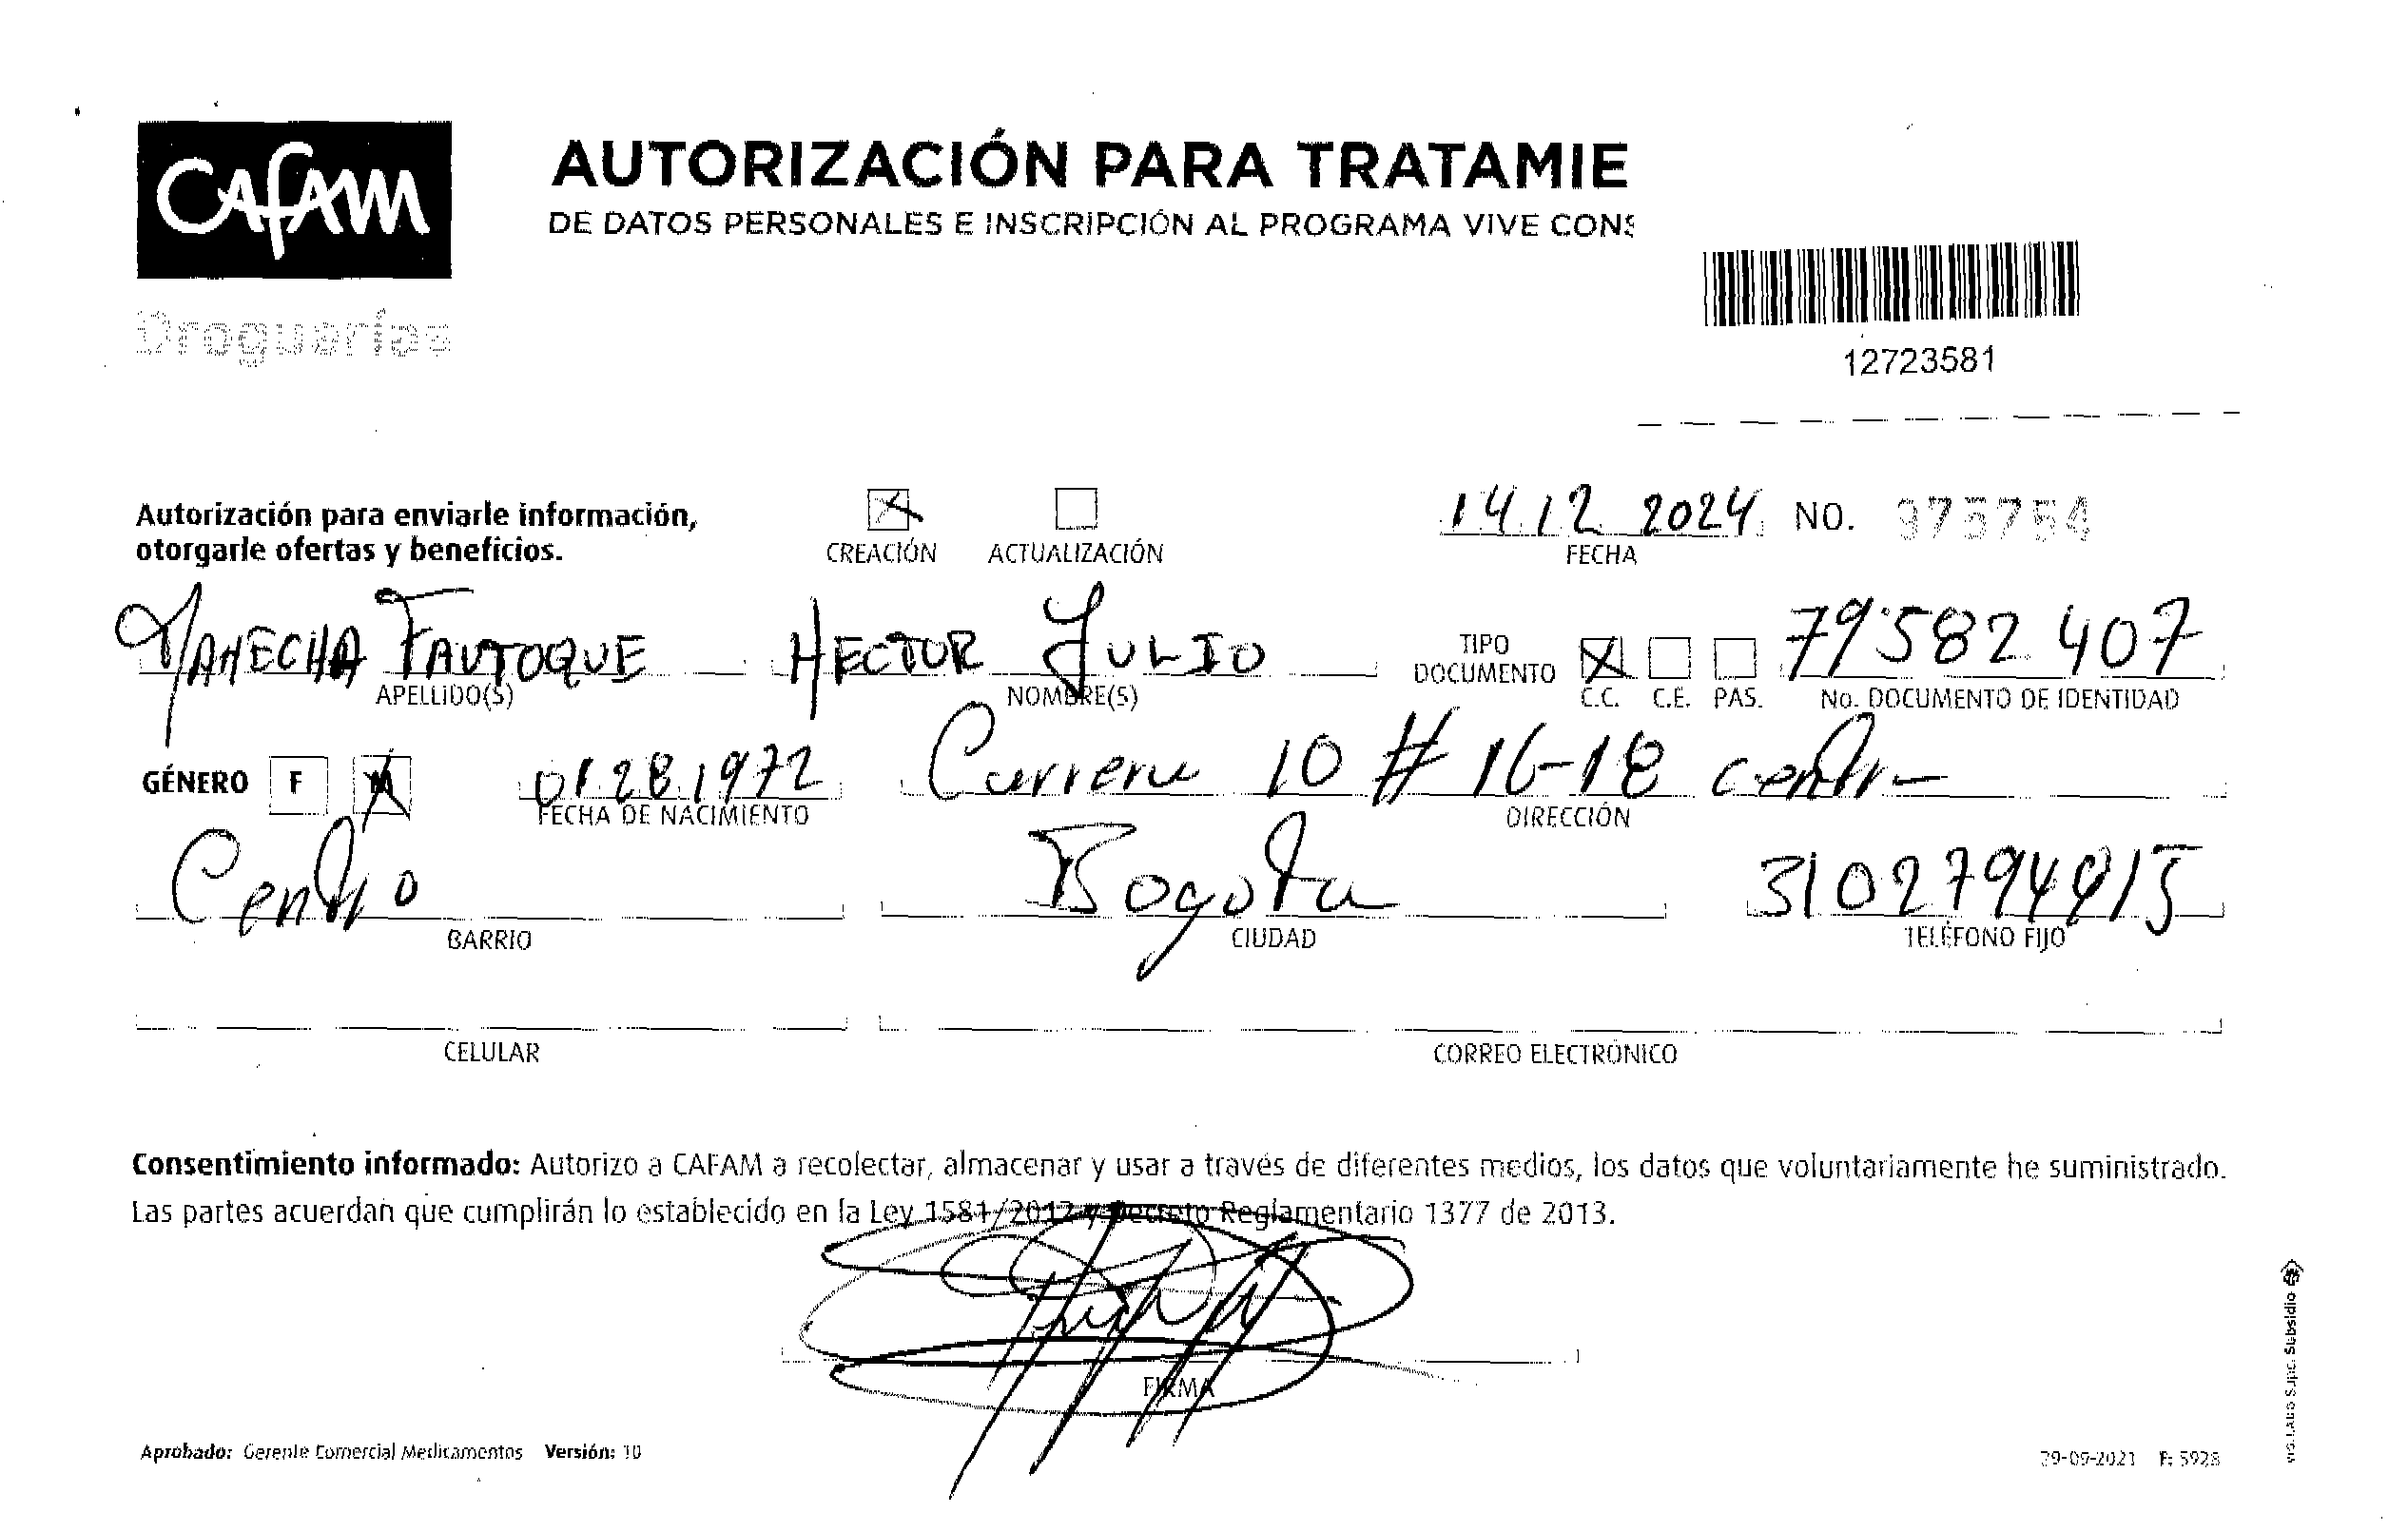 CAFAM
Droguerías
AUTORIZACIÓN PARA TRATAMIE
DE DATOS PERSONALES E INSCRIPCIÓN AL PROGRAMA VIVE CONS
12723581
Autorización para enviarle información,
otorgarle ofertas y beneficios.
CREACIÓN ACTUALIZACIÓN
14 12 2024 NO. 975754
FECHA
MAHECHA TAUTOQUE HECTOR JULIO TIPO DOCUMENTO 79582407
APELLIDO(S) NOMBRE(S) C.C. C.E. PAS. No. DOCUMENTO DE IDENTIDAD
GÉNERO F M 01 28 1972 Carrera 10 # 16-18 centro
FECHA DE NACIMIENTO DIRECCIÓN
Centro Bogota
BARRIO CIUDAD TELÉFONO FIJO
CELULAR CORREO ELECTRÓNICO
Consentimiento informado: Autorizo a CAFAM a recolectar, almacenar y usar a través de diferentes medios, los datos que voluntariamente he suministrado.
Las partes acuerdan que cumplirán lo establecido en la Ley 1581/2012 y Decreto Reglamentario 1377 de 2013.
FIRMA
Aprobado: Gerente Comercial Medicamentos Versión: 10
29-09-2021 F: 5928
VIGILADO Supersubsidio